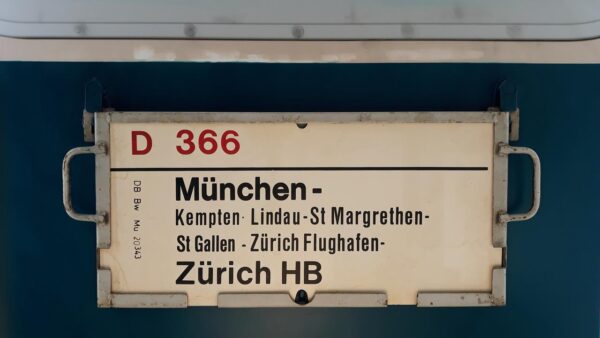 D 366
München-
Kempten- Lindau-St Margrethen-
St Gallen - Zürich Flughafen-
Zürich HB
DB Bw Mü 20343